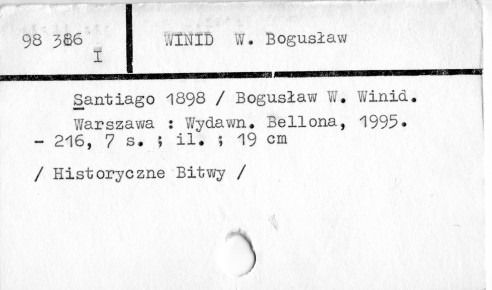 98 386 WINID W. Bogusław
I
Santiago 1898 / Bogusław W. Winid.
Warszawa : Wydawn. Bellona, 1995.
- 216, 7 s. ; il. ; 19 cm
/ Historyczne Bitwy /